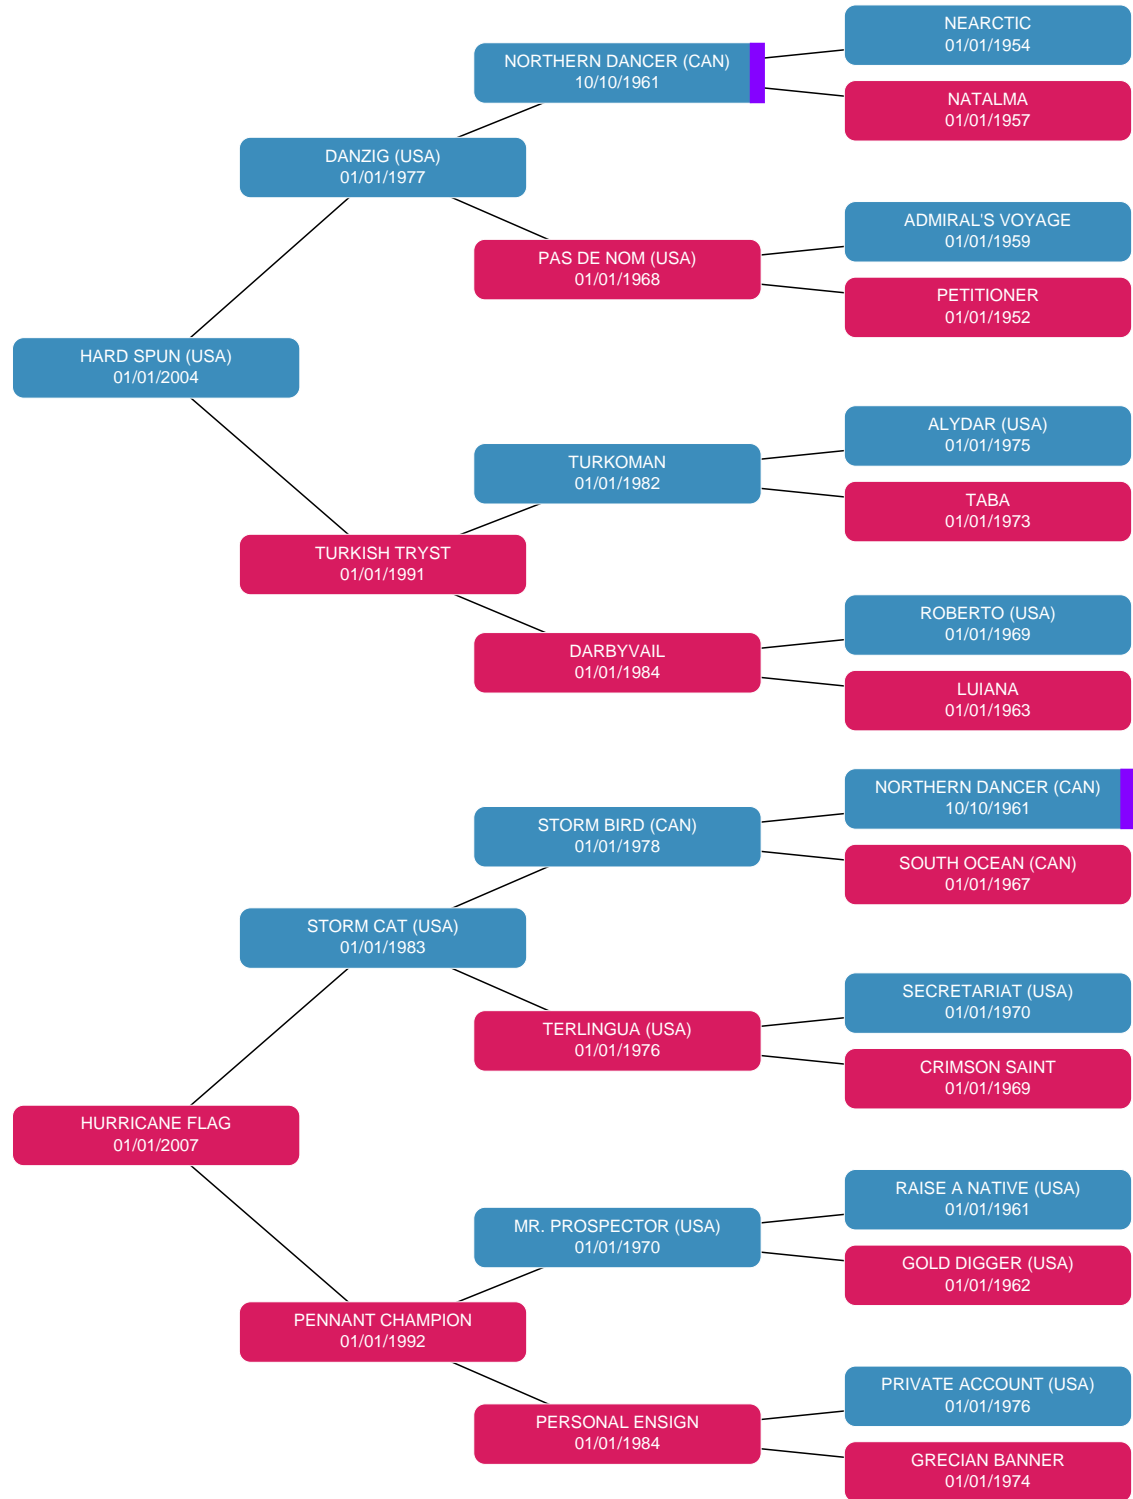 NEARCTIC
01/01/1954
NORTHERN DANCER (CAN)
10/10/1961
NATALMA
01/01/1957
DANZIG (USA)
01/01/1977
ADMIRAL'S VOYAGE
01/01/1959
PAS DE NOM (USA)
01/01/1968
PETITIONER
01/01/1952
HARD SPUN (USA)
01/01/2004
ALYDAR (USA)
01/01/1975
TURKOMAN
01/01/1982
TABA
01/01/1973
TURKISH TRYST
01/01/1991
ROBERTO (USA)
01/01/1969
DARBYVAIL
01/01/1984
LUIANA
01/01/1963
NORTHERN DANCER (CAN)
10/10/1961
STORM BIRD (CAN)
01/01/1978
SOUTH OCEAN (CAN)
01/01/1967
STORM CAT (USA)
01/01/1983
SECRETARIAT (USA)
01/01/1970
TERLINGUA (USA)
01/01/1976
CRIMSON SAINT
01/01/1969
HURRICANE FLAG
01/01/2007
RAISE A NATIVE (USA)
01/01/1961
MR. PROSPECTOR (USA)
01/01/1970
GOLD DIGGER (USA)
01/01/1962
PENNANT CHAMPION
01/01/1992
PRIVATE ACCOUNT (USA)
01/01/1976
PERSONAL ENSIGN
01/01/1984
GRECIAN BANNER
01/01/1974